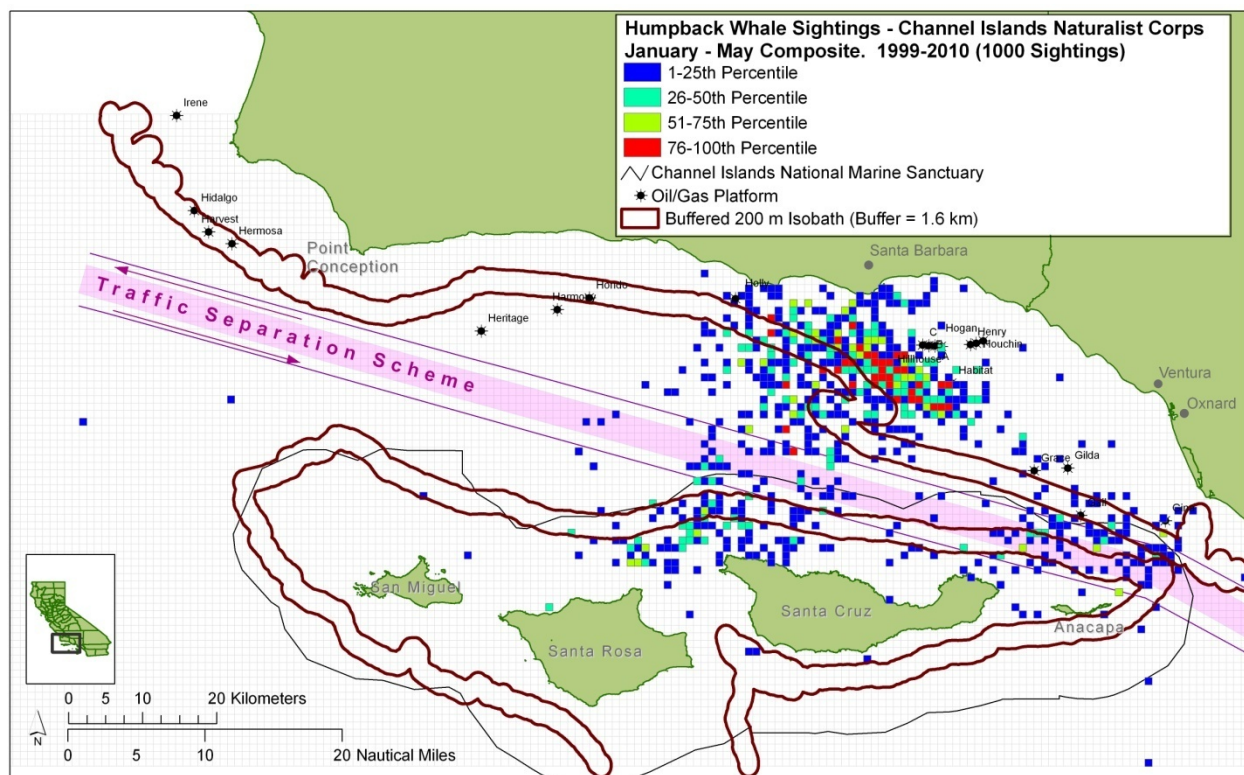 Humpback Whale Sightings - Channel Islands Naturalist Corps
January - May Composite. 1999-2010 (1000 Sightings)
1-25th Percentile
26-50th Percentile
51-75th Percentile
76-100th Percentile
Channel Islands National Marine Sanctuary
Oil/Gas Platform
Buffered 200 m Isobath (Buffer = 1.6 km)
Irene
Hidalgo
Harvest
Hermosa
Point
Conception
Santa Barbara
Holly
Hondo
Harmony
Heritage
Traffic Separation Scheme
C
Hogan
Henry
Houchin
Hillhouse
A
Habitat
Ventura
Oxnard
Grace
Gilda
Gina
San Miguel
Santa Rosa
Santa Cruz
Anacapa
0 5 10 20 Kilometers
0 10 20 Nautical Miles
N